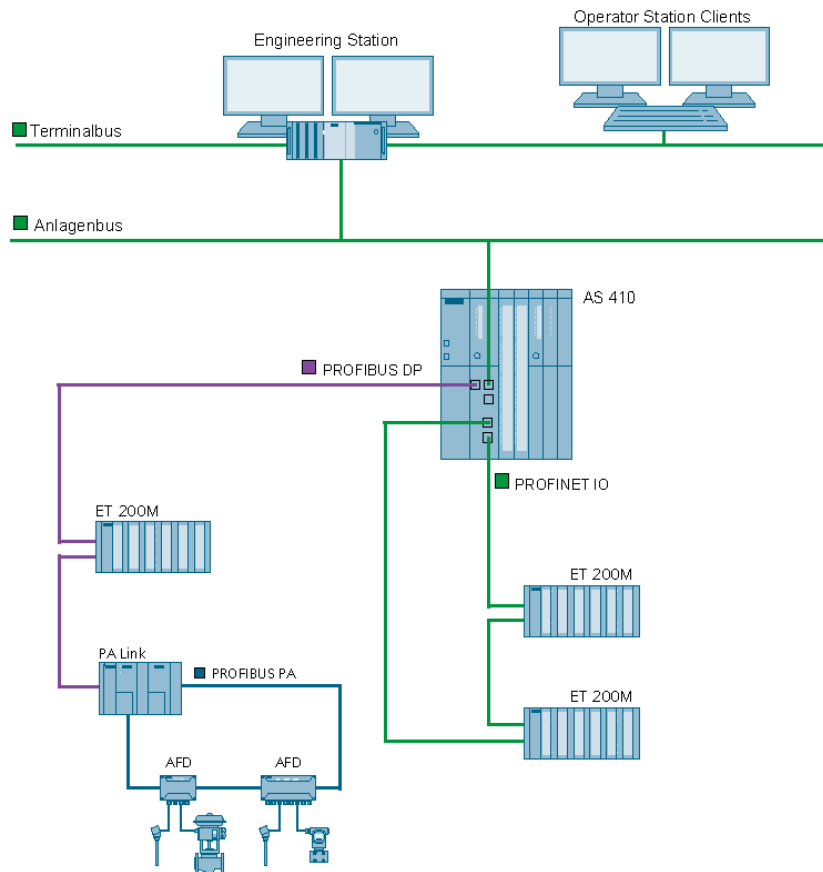 Operator Station Clients
Engineering Station
Terminalbus
Anlagenbus
AS 410
PROFIBUS DP
PROFINET IO
ET 200M
ET 200M
PA Link
PROFIBUS PA
ET 200M
AFD
AFD